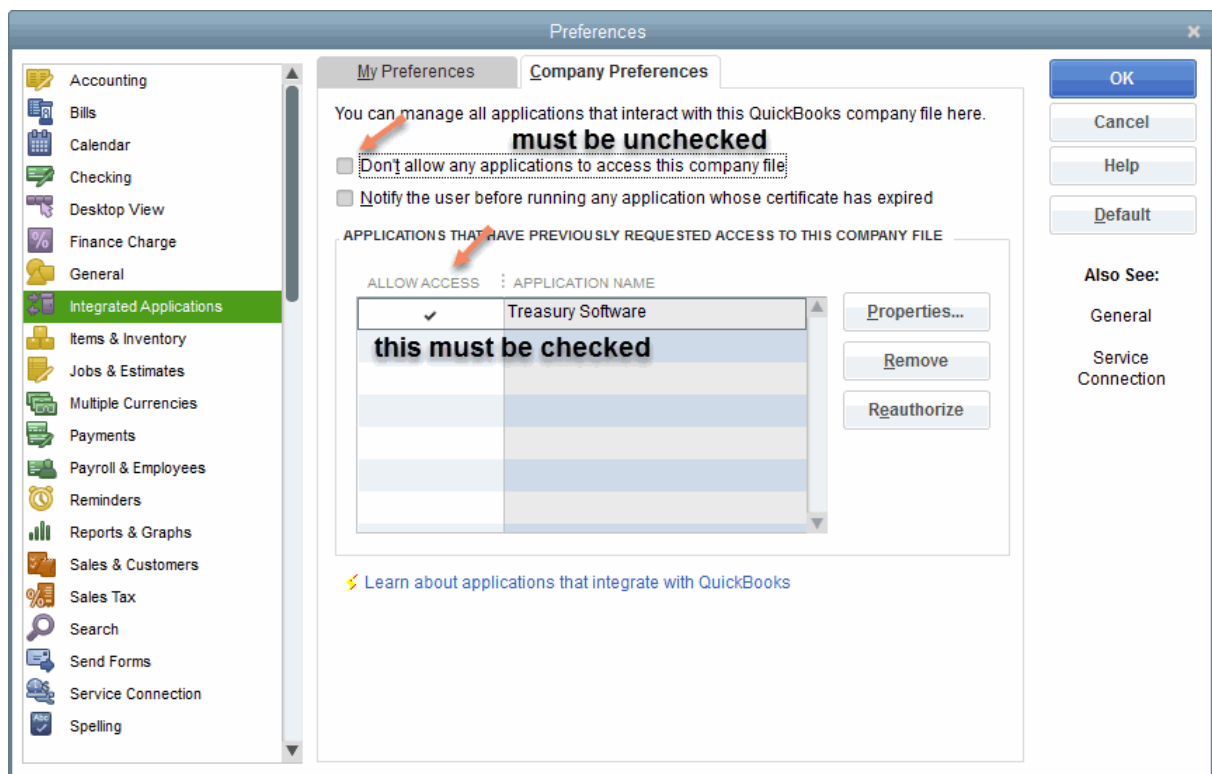 Preferences
Accounting
Bills
Calendar
Checking
Desktop View
Finance Charge
General
Integrated Applications
Items & Inventory
Jobs & Estimates
Multiple Currencies
Payments
Payroll & Employees
Reminders
Reports & Graphs
Sales & Customers
Sales Tax
Search
Send Forms
Service Connection
Abc
Spelling
My Preferences
Company Preferences
You can manage all applications that interact with this QuickBooks company file here.
must be unchecked
Don't allow any applications to access this company file
Notify the user before running any application whose certificate has expired
APPLICATIONS THAT HAVE PREVIOUSLY REQUESTED ACCESS TO THIS COMPANY FILE
ALLOW ACCESS
APPLICATION NAME
Treasury Software
this must be checked
Properties...
Remove
Reauthorize
Learn about applications that integrate with QuickBooks
OK
Cancel
Help
Default
Also See:
General
Service
Connection